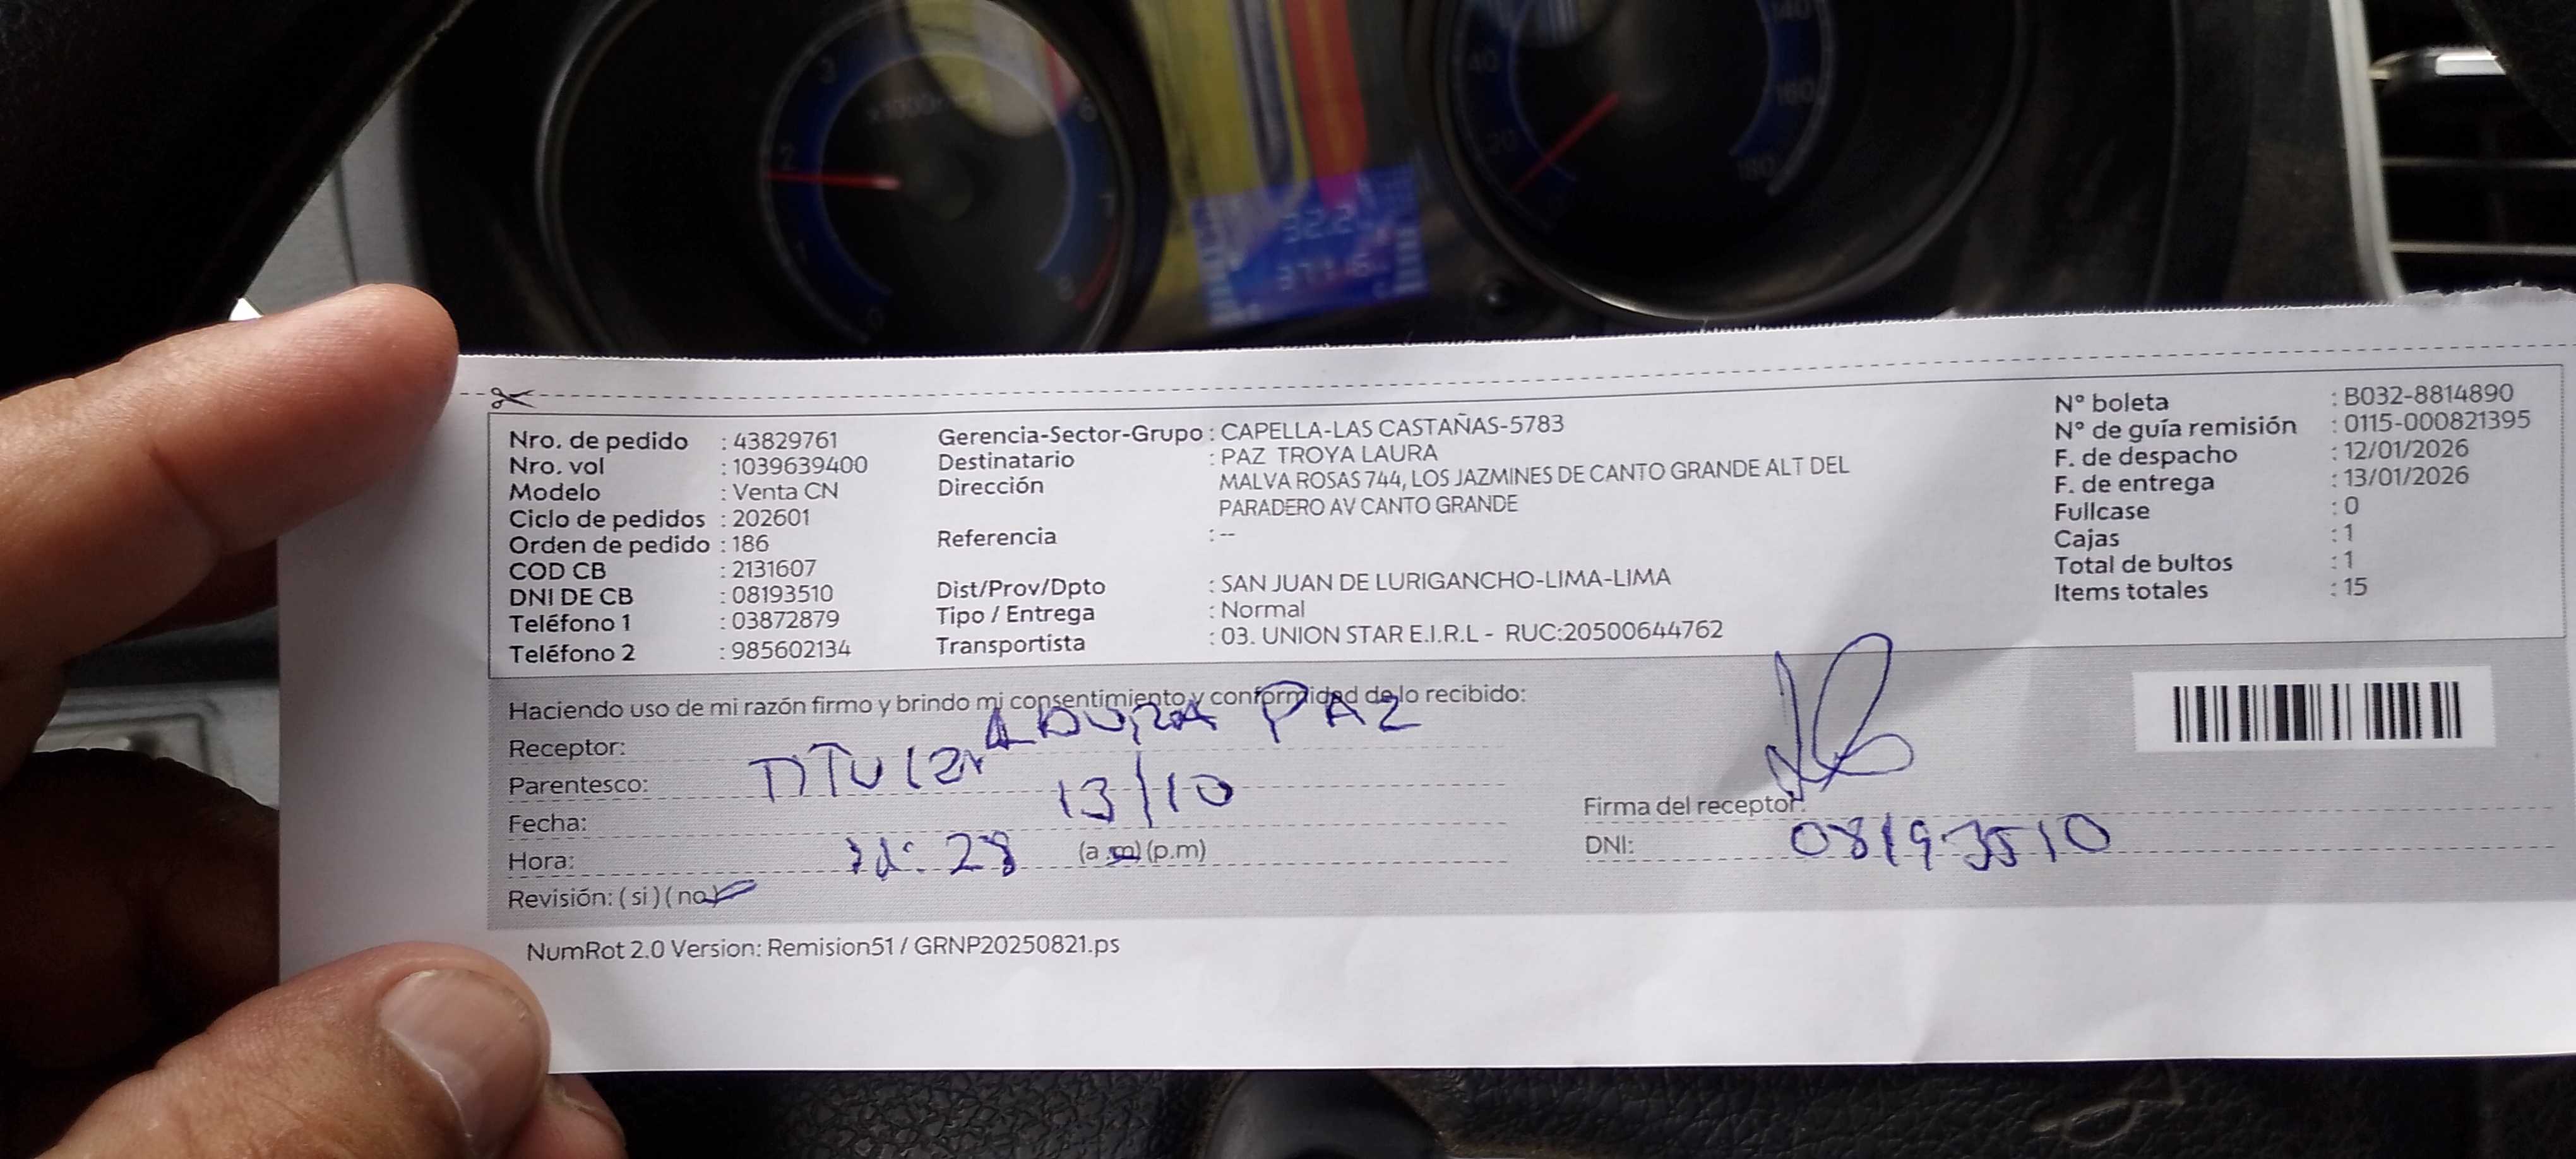 Nro. de pedido : 43829761
Nro. vol : 1039639400
Modelo : Venta CN
Ciclo de pedidos : 202601
Orden de pedido : 186
COD CB : 2131607
DNI DE CB : 08193510
Teléfono 1 : 03872879
Teléfono 2 : 985602134
Gerencia-Sector-Grupo : CAPELLA-LAS CASTAÑAS-5783
Destinatario : PAZ TROYA LAURA
Dirección MALVA ROSAS 744, LOS JAZMINES DE CANTO GRANDE ALT DEL
PARADERO AV CANTO GRANDE
Referencia : --
Dist/Prov/Dpto : SAN JUAN DE LURIGANCHO-LIMA-LIMA
Tipo / Entrega : Normal
Transportista : 03. UNION STAR E.I.R.L - RUC:20500644762
N° boleta : B032-8814890
N° de guía remisión : 0115-000821395
F. de despacho : 12/01/2026
F. de entrega : 13/01/2026
Fullcase : 0
Cajas : 1
Total de bultos : 1
Items totales : 15
Haciendo uso de mi razón firmo y brindo mi consentimiento y conformidad de lo recibido:
Receptor: LAURA PAZ
Parentesco: TITULAR
Fecha: 13/10
Hora: 28 (a.m) (p.m)
Revisión: (si) (no)
Firma del receptor:
DNI: 08193510
NumRot 2.0 Version: Remision51 / GRNP20250821.ps